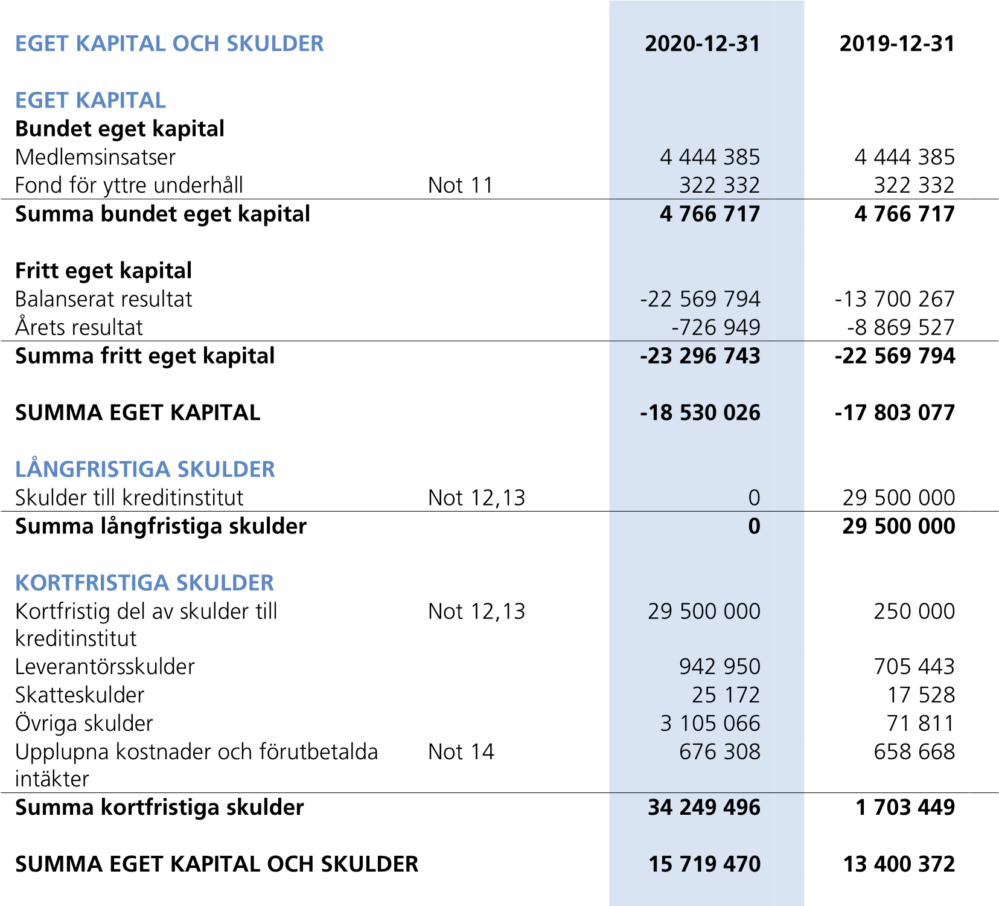 EGET KAPITAL OCH SKULDER 2020-12-31 2019-12-31
EGET KAPITAL
Bundet eget kapital
Medlemsinsatser 4 444 385 4 444 385
Fond för yttre underhåll Not 11 322 332 322 332
Summa bundet eget kapital 4 766 717 4 766 717
Fritt eget kapital
Balanserat resultat -22 569 794 -13 700 267
Årets resultat -726 949 -8 869 527
Summa fritt eget kapital -23 296 743 -22 569 794
SUMMA EGET KAPITAL -18 530 026 -17 803 077
LÅNGFRISTIGA SKULDER
Skulder till kreditinstitut Not 12,13 0 29 500 000
Summa långfristiga skulder 0 29 500 000
KORTFRISTIGA SKULDER
Kortfristig del av skulder till Not 12,13 29 500 000 250 000
kreditinstitut
Leverantörsskulder 942 950 705 443
Skatteskulder 25 172 17 528
Övriga skulder 3 105 066 71 811
Upplupna kostnader och förutbetalda Not 14 676 308 658 668
intäkter
Summa kortfristiga skulder 34 249 496 1 703 449
SUMMA EGET KAPITAL OCH SKULDER 15 719 470 13 400 372